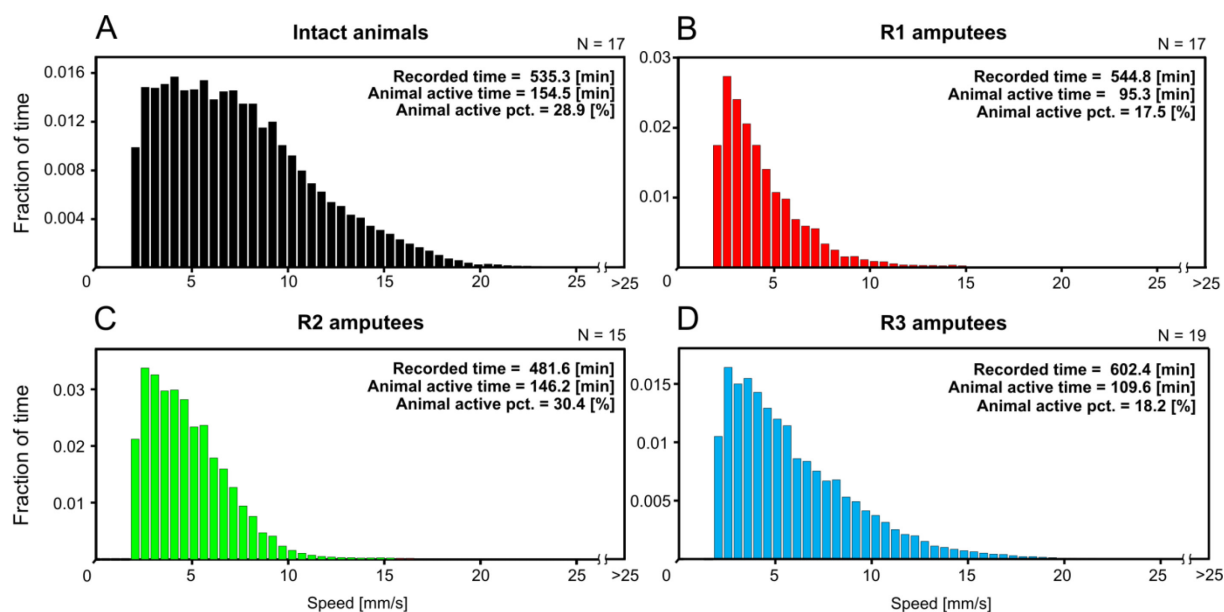 A
Intact animals
N = 17
Recorded time = 535.3 [min]
Animal active time = 154.5 [min]
Animal active pct. = 28.9 [%]
Fraction of time
0.016
0.012
0.008
0.004
0 5 10 15 20 25 >25
B
R1 amputees
N = 17
Recorded time = 544.8 [min]
Animal active time = 95.3 [min]
Animal active pct. = 17.5 [%]
0.03
0.02
0.01
0 5 10 15 20 25 >25
C
R2 amputees
N = 15
Recorded time = 481.6 [min]
Animal active time = 146.2 [min]
Animal active pct. = 30.4 [%]
Fraction of time
0.03
0.02
0.01
0 5 10 15 20 25 >25
Speed [mm/s]
D
R3 amputees
N = 19
Recorded time = 602.4 [min]
Animal active time = 109.6 [min]
Animal active pct. = 18.2 [%]
0.015
0.01
0.005
0 5 10 15 20 25 >25
Speed [mm/s]